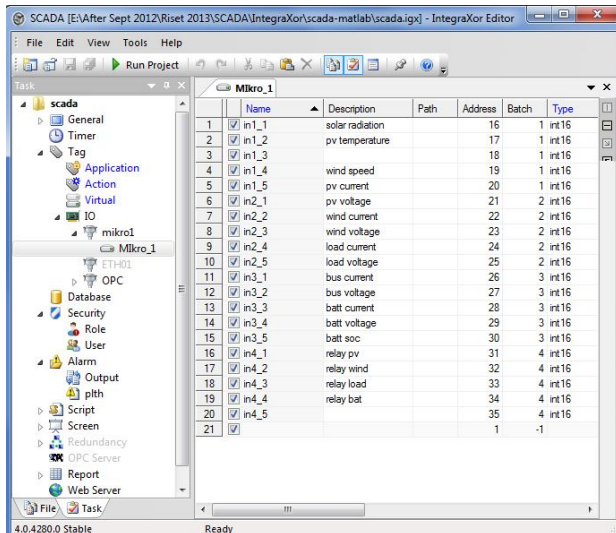 SCADA [E:\After Sept 2012\Riset 2013\SCADA\IntegraXor\scada-matlab\scada.igx] - IntegraXor Editor
File Edit View Tools Help
Run Project
Task
scada
General
Timer
Tag
Application
Action
Virtual
IO
mikro1
MIkro_1
ETH01
OPC
Database
Security
Role
User
Alarm
Output
plth
Script
Screen
Redundancy
OPC Server
Report
Web Server
File Task
MIkro_1
Name Description Path Address Batch Type
1 in1_1 solar radiation 16 1 int16
2 in1_2 pv temperature 17 1 int16
3 in1_3 18 1 int16
4 in1_4 wind speed 19 1 int16
5 in1_5 pv current 20 1 int16
6 in2_1 pv voltage 21 2 int16
7 in2_2 wind current 22 2 int16
8 in2_3 wind voltage 23 2 int16
9 in2_4 load current 24 2 int16
10 in2_5 load voltage 25 2 int16
11 in3_1 bus current 26 3 int16
12 in3_2 bus voltage 27 3 int16
13 in3_3 batt current 28 3 int16
14 in3_4 batt voltage 29 3 int16
15 in3_5 batt soc 30 3 int16
16 in4_1 relay pv 31 4 int16
17 in4_2 relay wind 32 4 int16
18 in4_3 relay load 33 4 int16
19 in4_4 relay bat 34 4 int16
20 in4_5 35 4 int16
21 1 -1
4.0.4280.0 Stable Ready